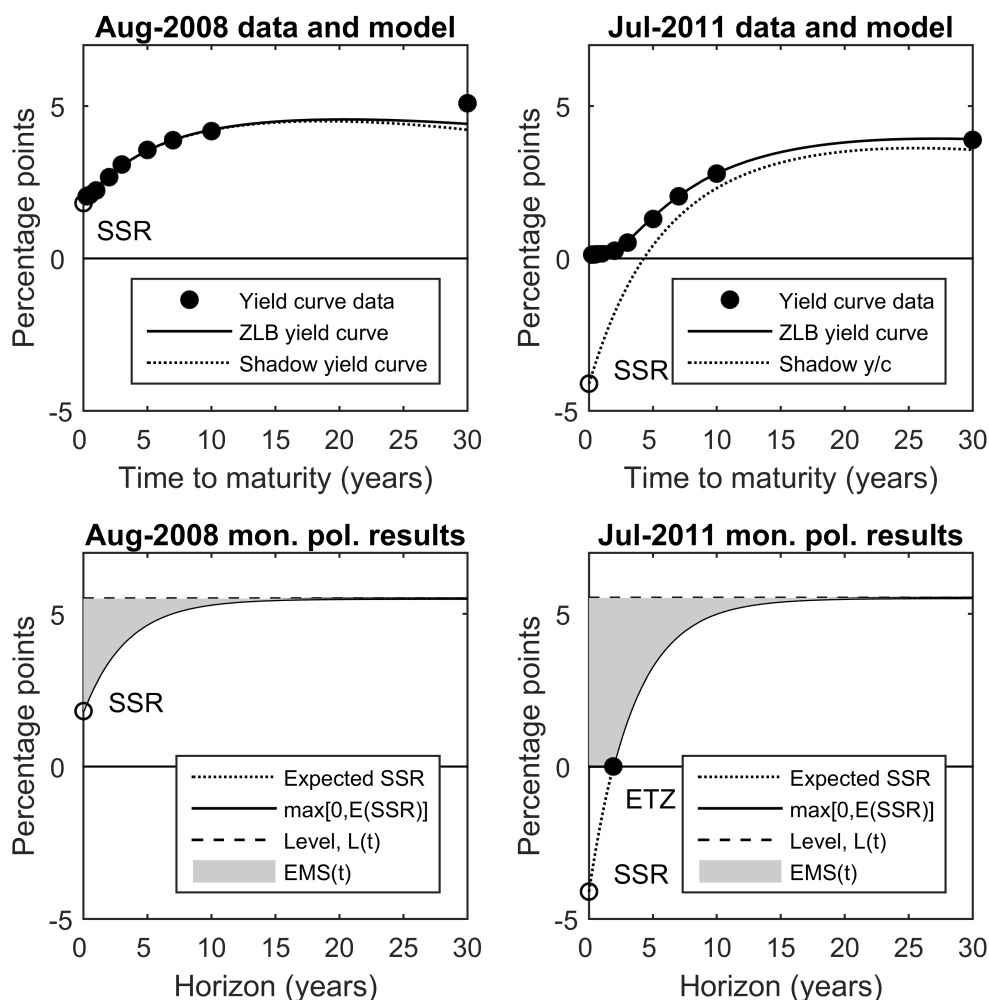 Aug-2008 data and model
Percentage points
5
0
-5
SSR
Yield curve data
ZLB yield curve
Shadow yield curve
0 5 10 15 20 25 30
Time to maturity (years)
Jul-2011 data and model
Percentage points
5
0
-5
SSR
Yield curve data
ZLB yield curve
Shadow y/c
0 5 10 15 20 25 30
Time to maturity (years)
Aug-2008 mon. pol. results
Percentage points
5
0
-5
SSR
Expected SSR
max[0,E(SSR)]
Level, L(t)
EMS(t)
0 5 10 15 20 25 30
Horizon (years)
Jul-2011 mon. pol. results
Percentage points
5
0
-5
ETZ
SSR
Expected SSR
max[0,E(SSR)]
Level, L(t)
EMS(t)
0 5 10 15 20 25 30
Horizon (years)